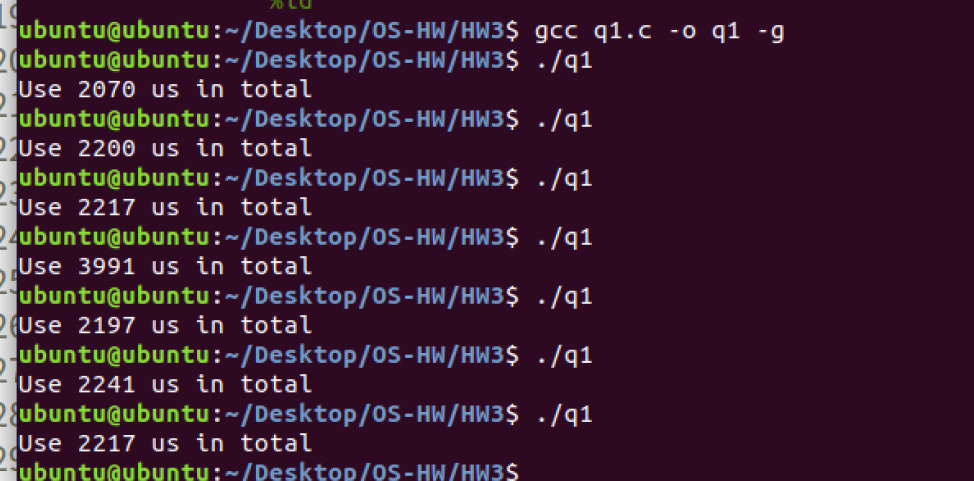 %ld
ubuntu@ubuntu:~/Desktop/OS-HW/HW3$ gcc q1.c -o q1 -g
ubuntu@ubuntu:~/Desktop/OS-HW/HW3$ ./q1
Use 2070 us in total
ubuntu@ubuntu:~/Desktop/OS-HW/HW3$ ./q1
Use 2200 us in total
ubuntu@ubuntu:~/Desktop/OS-HW/HW3$ ./q1
Use 2217 us in total
ubuntu@ubuntu:~/Desktop/OS-HW/HW3$ ./q1
Use 3991 us in total
ubuntu@ubuntu:~/Desktop/OS-HW/HW3$ ./q1
Use 2197 us in total
ubuntu@ubuntu:~/Desktop/OS-HW/HW3$ ./q1
Use 2241 us in total
ubuntu@ubuntu:~/Desktop/OS-HW/HW3$ ./q1
Use 2217 us in total
ubuntu@ubuntu:~/Desktop/OS-HW/HW3$